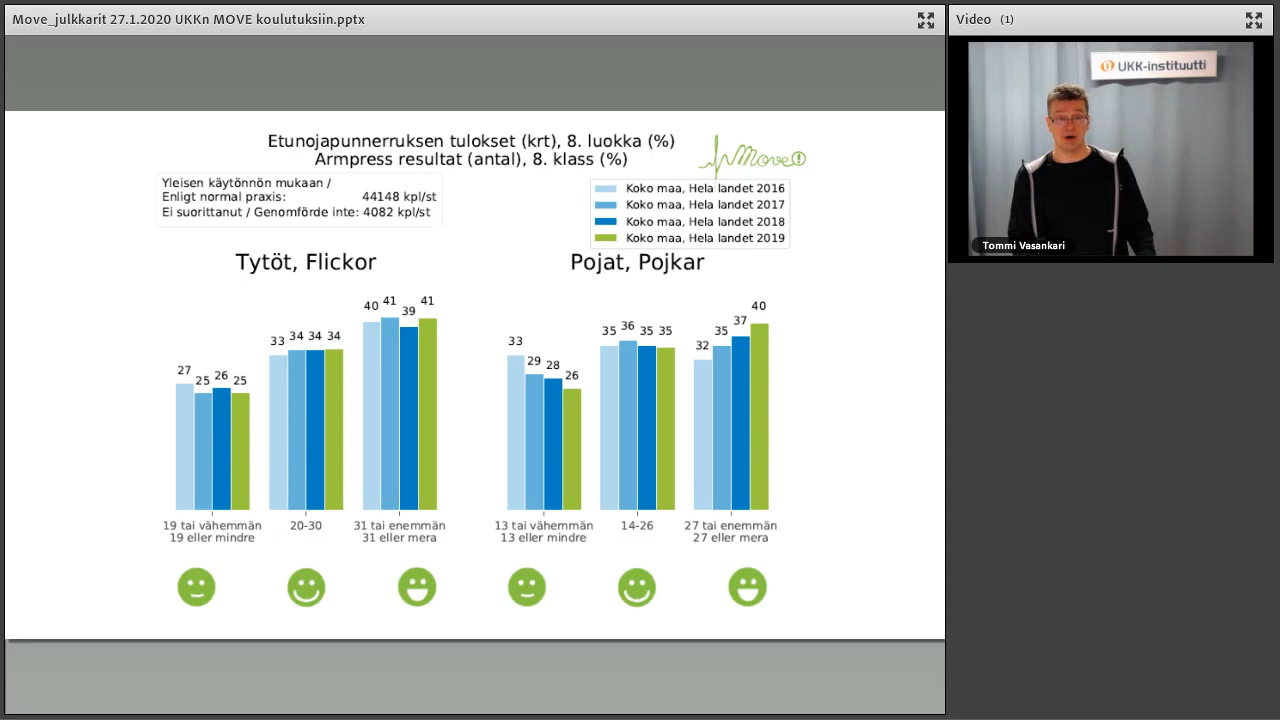 Move_julkkarit 27.1.2020 UKKn MOVE koulutuksiin.pptx
Video (1)
UKK-instituutti
Tommi Vasankari
Etunojapunnerruksen tulokset (krt), 8. luokka (%)
Armpress resultat (antal), 8. klass (%)
Move!
Yleisen käytönnön mukaan /
Enligt normal praxis: 44148 kpl/st
Ei suorittanut / Genomförde inte: 4082 kpl/st
Koko maa, Hela landet 2016
Koko maa, Hela landet 2017
Koko maa, Hela landet 2018
Koko maa, Hela landet 2019
Tytöt, Flickor
27 25 26 25
33 34 34 34
40 41 39 41
19 tai vähemmän
19 eller mindre
20-30
31 tai enemmän
31 eller mera
Pojat, Pojkar
33 29 28 26
35 36 35 35
32 35 37 40
13 tai vähemmän
13 eller mindre
14-26
27 tai enemmän
27 eller mera